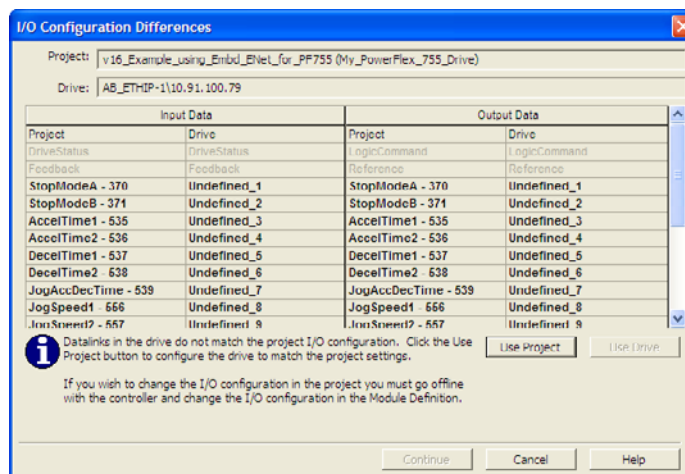 I/O Configuration Differences
Project: v16_Example_using_Embd_ENet_for_PF755 (My_PowerFlex_755_Drive)
Drive: AB_ETHIP-1\10.91.100.79
Input Data Output Data
Project Drive Project Drive
DriveStatus DriveStatus LogicCommand LogicCommand
Feedback Feedback Reference Reference
StopModeA - 370 Undefined_1 StopModeA - 370 Undefined_1
StopModeB - 371 Undefined_2 StopModeB - 371 Undefined_2
AccelTime1 - 535 Undefined_3 AccelTime1 - 535 Undefined_3
AccelTime2 - 536 Undefined_4 AccelTime2 - 536 Undefined_4
DecelTime1 - 537 Undefined_5 DecelTime1 - 537 Undefined_5
DecelTime2 - 538 Undefined_6 DecelTime2 - 538 Undefined_6
JogAccDecTime - 539 Undefined_7 JogAccDecTime - 539 Undefined_7
JogSpeed1 - 556 Undefined_8 JogSpeed1 - 556 Undefined_8
JogSpeed2 - 557 Undefined_9 JogSpeed2 - 557 Undefined_9
Datalinks in the drive do not match the project I/O configuration. Click the Use
Project button to configure the drive to match the project settings.
Use Project Use Drive
If you wish to change the I/O configuration in the project you must go offline
with the controller and change the I/O configuration in the Module Definition.
Continue Cancel Help